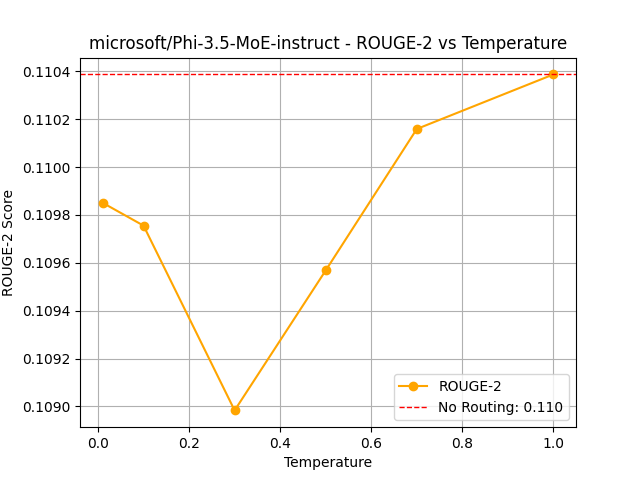 microsoft/Phi-3.5-MoE-instruct - ROUGE-2 vs Temperature
ROUGE-2 Score
0.1104
0.1102
0.1100
0.1098
0.1096
0.1094
0.1092
0.1090
ROUGE-2
No Routing: 0.110
0.0 0.2 0.4 0.6 0.8 1.0
Temperature